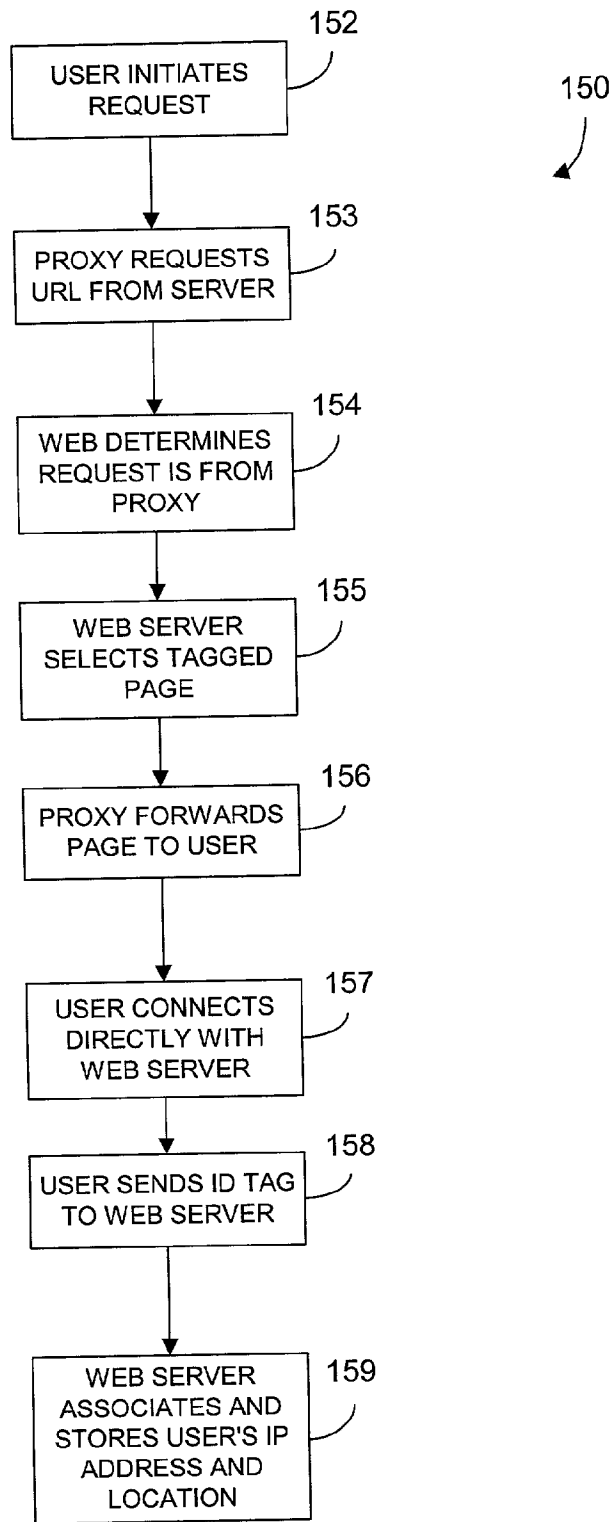 152
USER INITIATES
REQUEST
150
153
PROXY REQUESTS
URL FROM SERVER
154
WEB DETERMINES
REQUEST IS FROM
PROXY
155
WEB SERVER
SELECTS TAGGED
PAGE
156
PROXY FORWARDS
PAGE TO USER
157
USER CONNECTS
DIRECTLY WITH
WEB SERVER
158
USER SENDS ID TAG
TO WEB SERVER
159
WEB SERVER
ASSOCIATES AND
STORES USER'S IP
ADDRESS AND
LOCATION